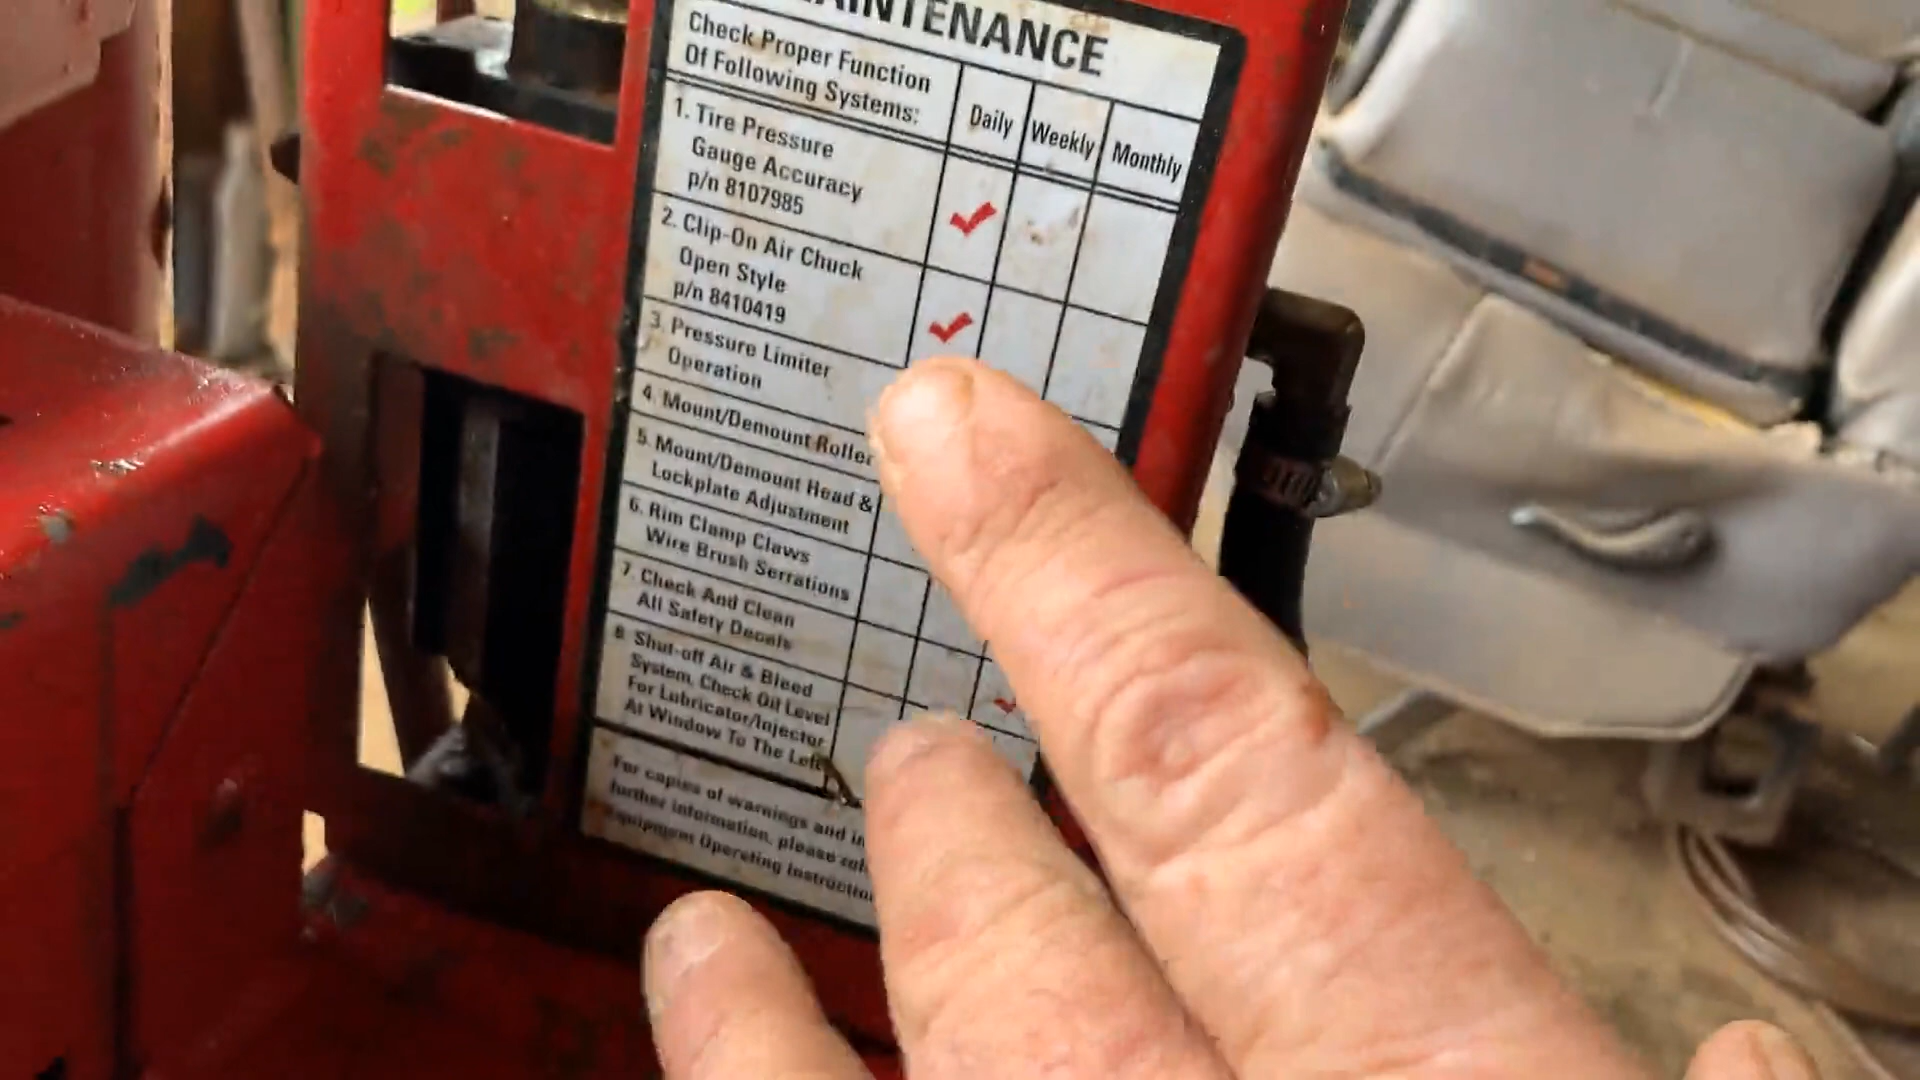 MAINTENANCE
Check Proper Function
Of Following Systems:
Daily
Weekly
Monthly
1. Tire Pressure
Gauge Accuracy
p/n 8107985
2. Clip-On Air Chuck
Open Style
p/n 8410419
3. Pressure Limiter
Operation
4. Mount/Demount Roller
5. Mount/Demount Head &
Lockplate Adjustment
6. Rim Clamp Claws
Wire Brush Serrations
7. Check And Clean
All Safety Decals
8. Shut-off Air & Bleed
System, Check Oil Level
For Lubricator/Injector
At Window To The Left
For copies of warnings and
further information, please
Equipment Operating